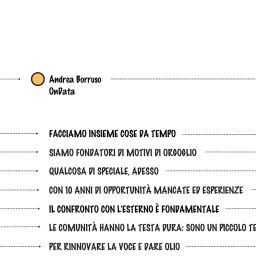 Andrea Borruso
OnData
FACCIAMO INSIEME COSE DA TEMPO
SIAMO FONDATORI DI MOTIVI DI ORGOGLIO
QUALCOSA DI SPECIALE, ADESSO
CON 10 ANNI DI OPPORTUNITÀ MANCATE ED ESPERIENZE
IL CONFRONTO CON L'ESTERNO È FONDAMENTALE
LE COMUNITÀ HANNO LA TESTA DURA: SONO UN PICCOLO TE
PER RINNOVARE LA VOCE E DARE OLIO